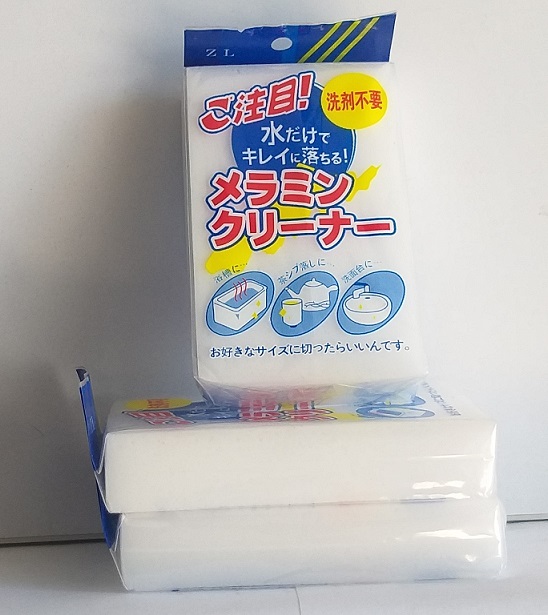 ZL
ご注目!
洗剤不要
水だけで
キレイに落ちる!
メラミン
クリーナー
浴槽に…
茶シブ落しに…
洗面台に…
お好きなサイズに切つたらいいんです。